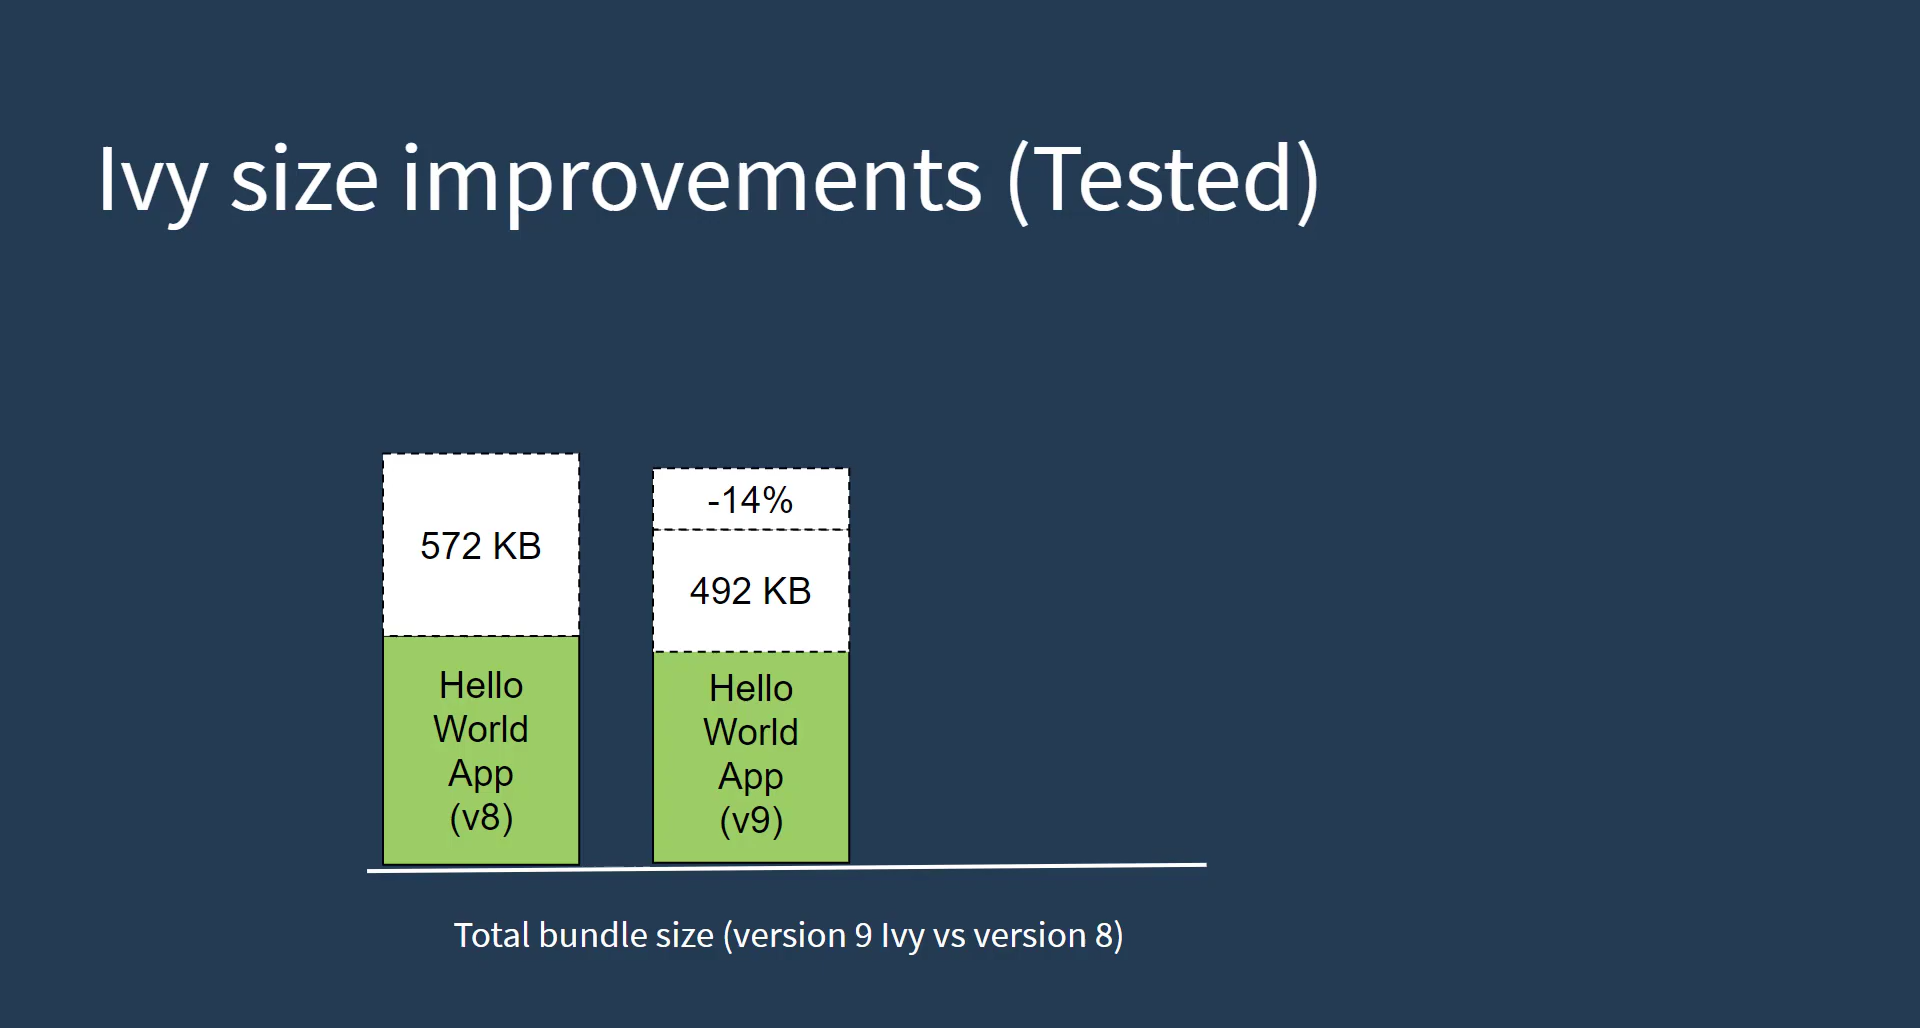 Ivy size improvements (Tested)
572 KB
Hello
World
App
(v8)
-14%
492 KB
Hello
World
App
(v9)
Total bundle size (version 9 Ivy vs version 8)